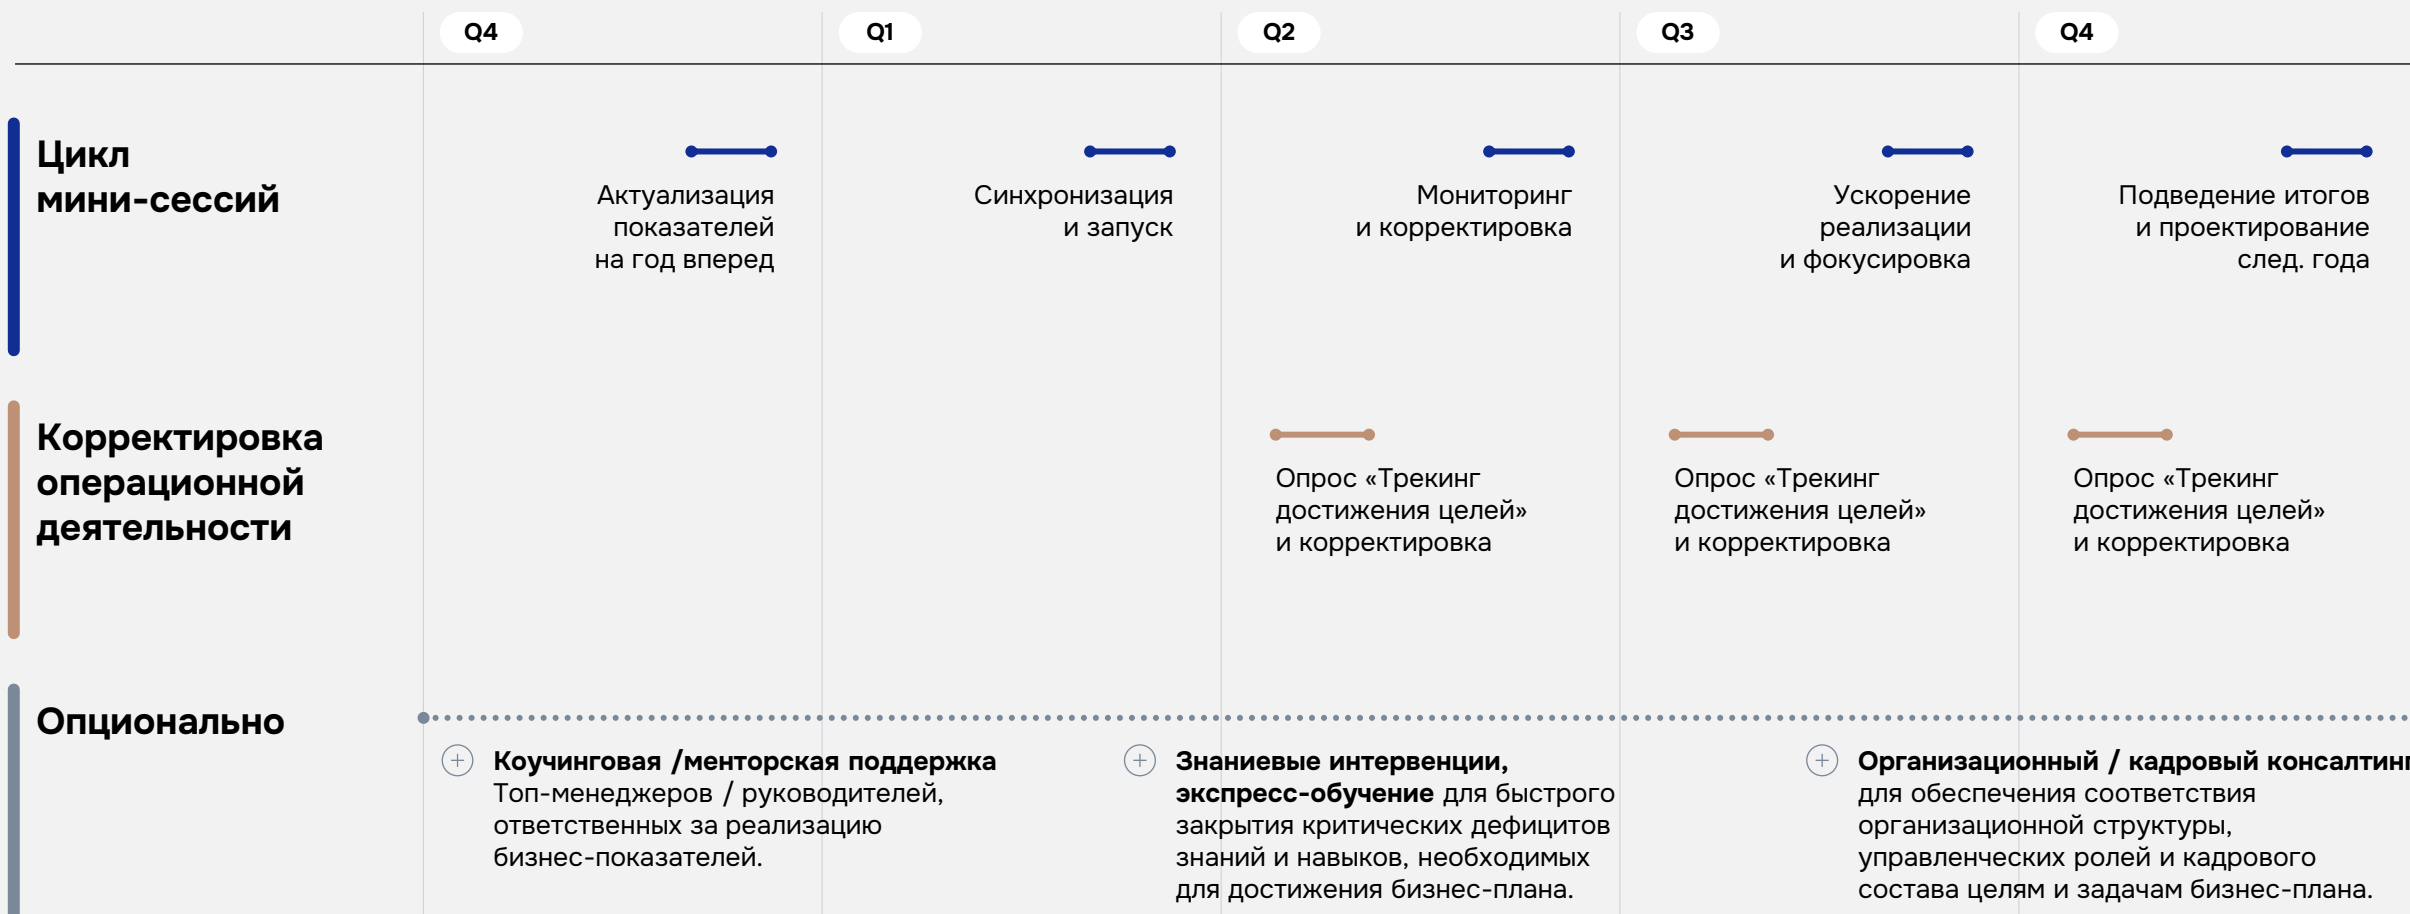 Q4
Q1
Q2
Q3
Q4
Цикл
мини-сессий
Актуализация
показателей
на год вперед
Синхронизация
и запуск
Мониторинг
и корректировка
Ускорение
реализации
и фокусировка
Подведение итогов
и проектирование
след. года
Корректировка
операционной
деятельности
Опрос «Трекинг
достижения целей»
и корректировка
Опрос «Трекинг
достижения целей»
и корректировка
Опрос «Трекинг
достижения целей»
и корректировка
Опционально
Коучинговая /менторская поддержка
Топ-менеджеров / руководителей,
ответственных за реализацию
бизнес-показателей.
Знаниевые интервенции,
экспресс-обучение для быстрого
закрытия критических дефицитов
знаний и навыков, необходимых
для достижения бизнес-плана.
Организационный / кадровый консалтинг
для обеспечения соответствия
организационной структуры,
управленческих ролей и кадрового
состава целям и задачам бизнес-плана.